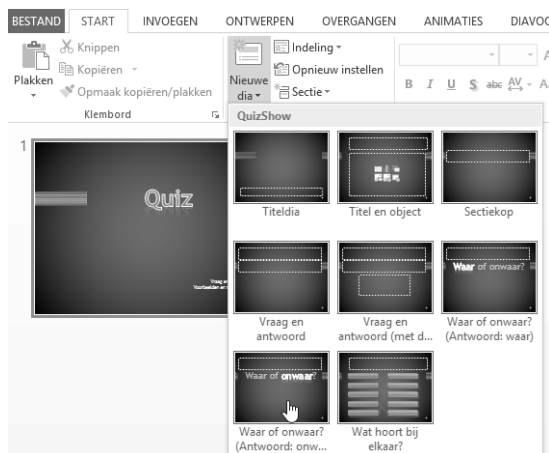 BESTAND START INVOEGEN ONTWERPEN OVERGANGEN ANIMATIES DIAVOO
Knippen
Kopiëren
Opmaak kopiëren/plakken
Plakken
Klembord
Nieuwe
dia
Indeling
Opnieuw instellen
Sectie
B I U S abc AV A
QuizShow
1
Quiz
Titeldia Titel en object Sectiekop
Waar of onwaar?
Vraag en
antwoord
Vraag en
antwoord (met d...
Waar of onwaar?
(Antwoord: waar)
Waar of onwaar?
Waar of onwaar?
(Antwoord: onw...
Wat hoort bij
elkaar?